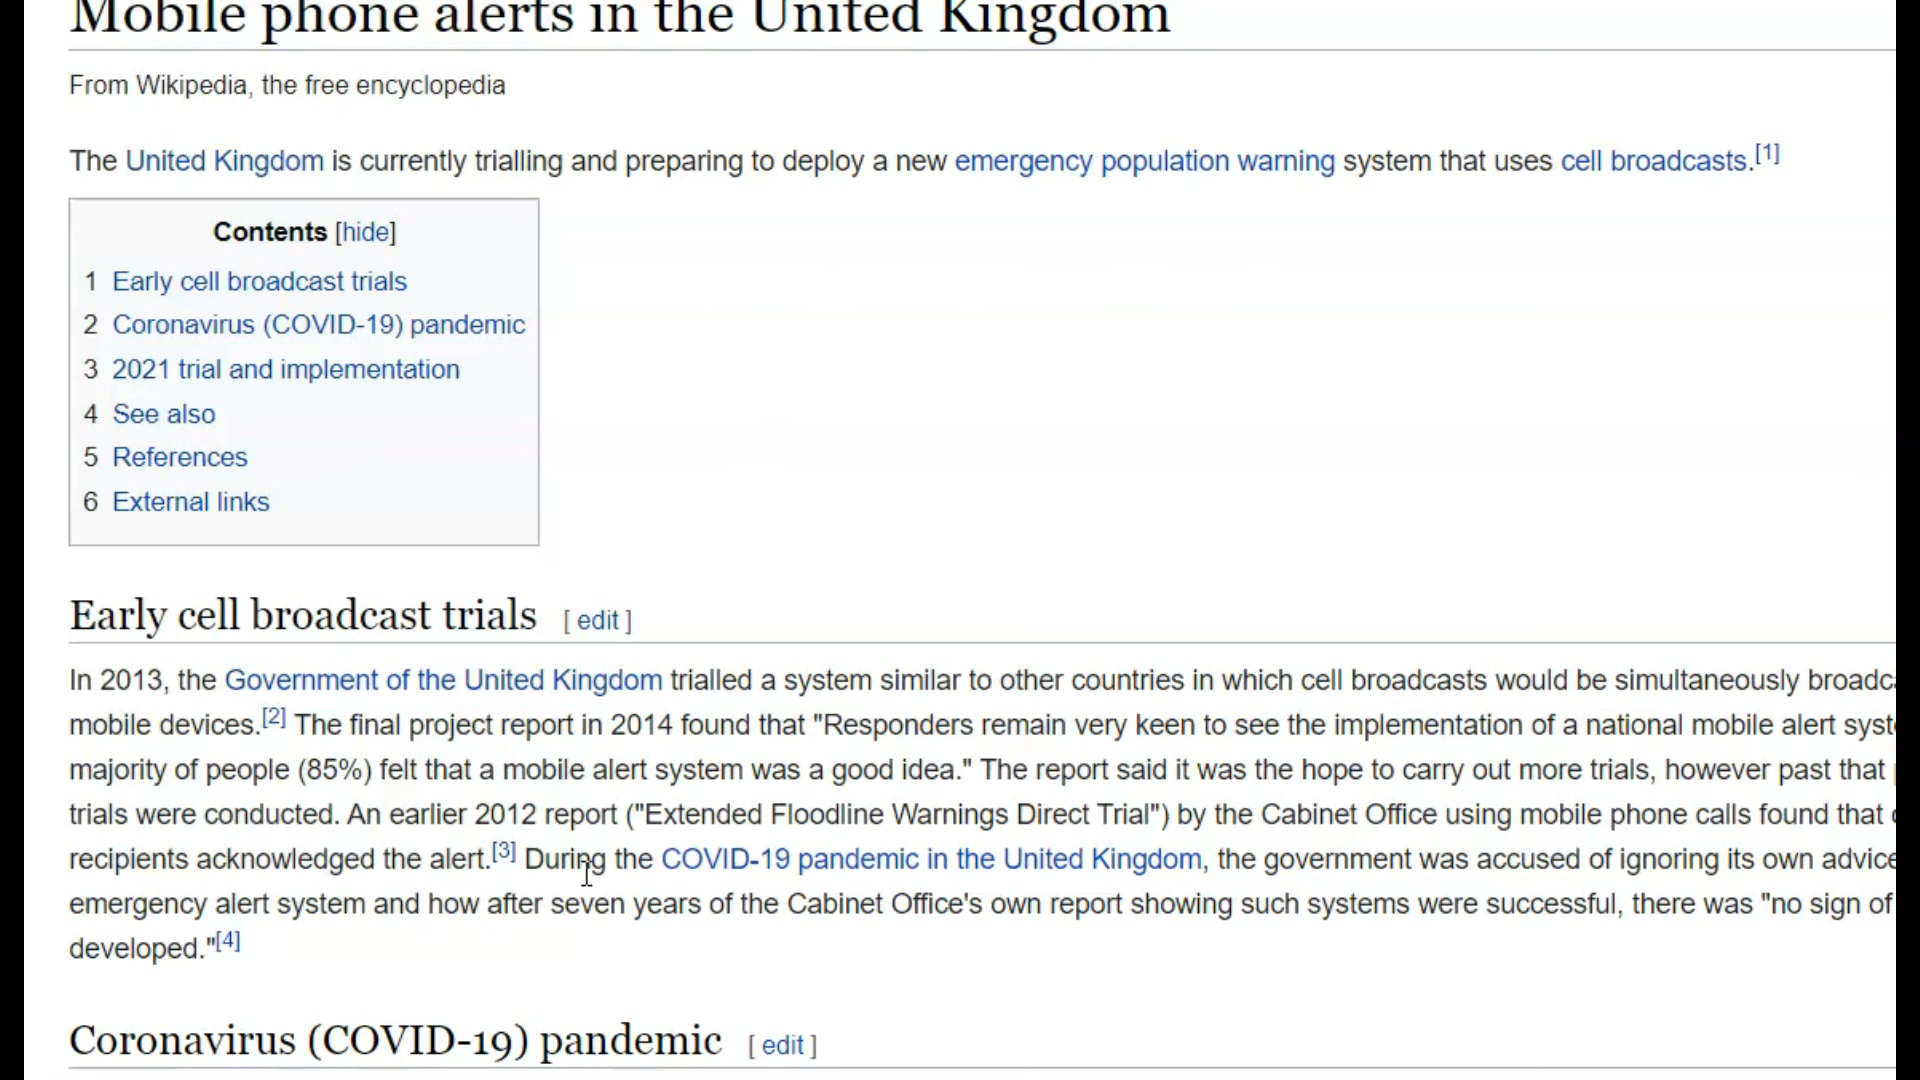 Mobile phone alerts in the United Kingdom
From Wikipedia, the free encyclopedia
The United Kingdom is currently trialling and preparing to deploy a new emergency population warning system that uses cell broadcasts.[1]
Contents [hide]
1 Early cell broadcast trials
2 Coronavirus (COVID-19) pandemic
3 2021 trial and implementation
4 See also
5 References
6 External links
Early cell broadcast trials [ edit ]
In 2013, the Government of the United Kingdom trialled a system similar to other countries in which cell broadcasts would be simultaneously
mobile devices.[2] The final project report in 2014 found that "Responders remain very keen to see the implementation of a national mobile alert
majority of people (85%) felt that a mobile alert system was a good idea." The report said it was the hope to carry out more trials, however past that
trials were conducted. An earlier 2012 report ("Extended Floodline Warnings Direct Trial") by the Cabinet Office using mobile phone calls found that
recipients acknowledged the alert.[3] During the COVID-19 pandemic in the United Kingdom, the government was accused of ignoring its own advice
emergency alert system and how after seven years of the Cabinet Office's own report showing such systems were successful, there was "no sign of
developed."[4]
Coronavirus (COVID-19) pandemic [ edit ]